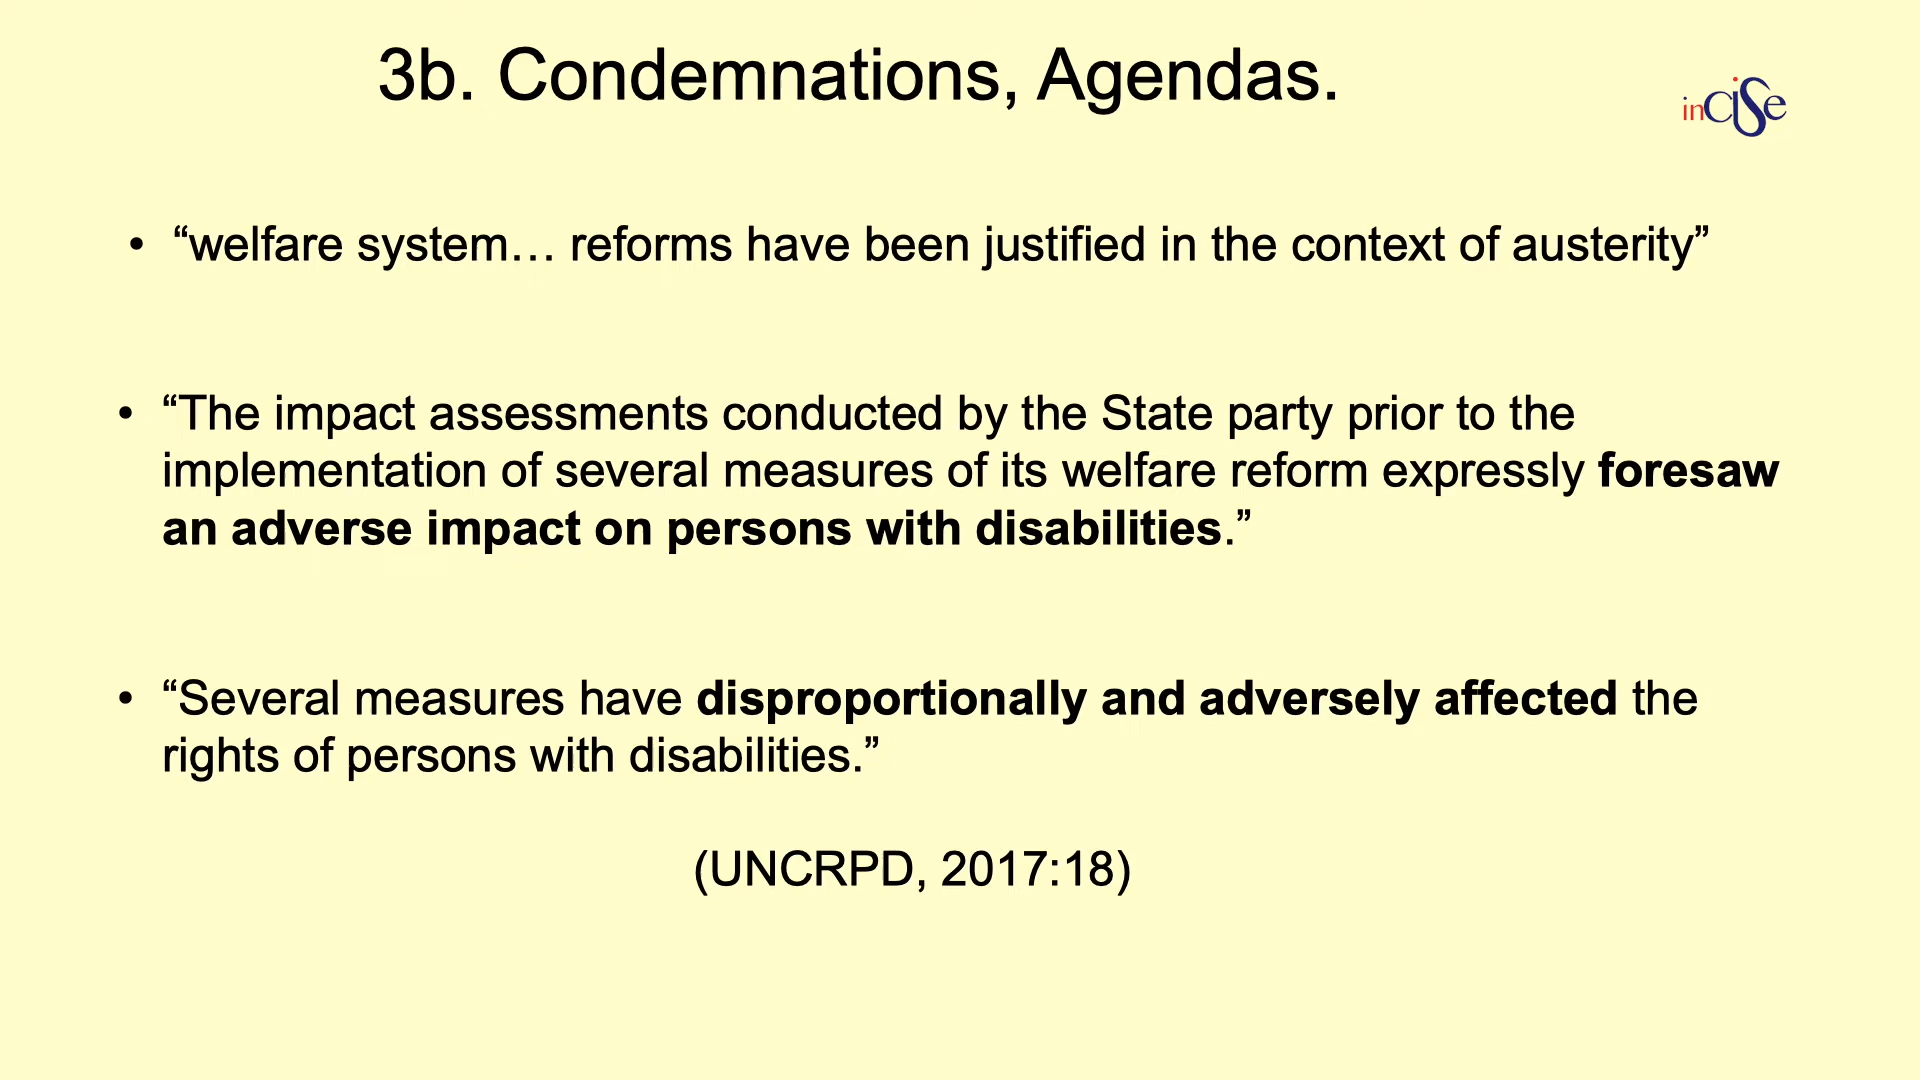 3b. Condemnations, Agendas.
inCiSe
• “welfare system… reforms have been justified in the context of austerity”
• “The impact assessments conducted by the State party prior to the
implementation of several measures of its welfare reform expressly foresaw
an adverse impact on persons with disabilities.”
• “Several measures have disproportionally and adversely affected the
rights of persons with disabilities.”
(UNCRPD, 2017:18)